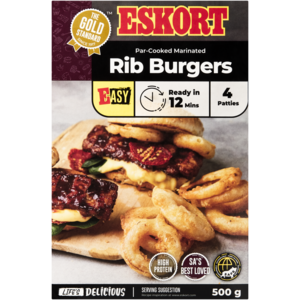 THE
GOLD
STANDARD
ESKORT
Par-Cooked Marinated
Rib Burgers
EASY
Ready in
12 Mins
4
Patties
HIGH
PROTEIN
SA'S
BEST LOVED
LIFE'S DELICIOUS
SERVING SUGGESTION
500 g